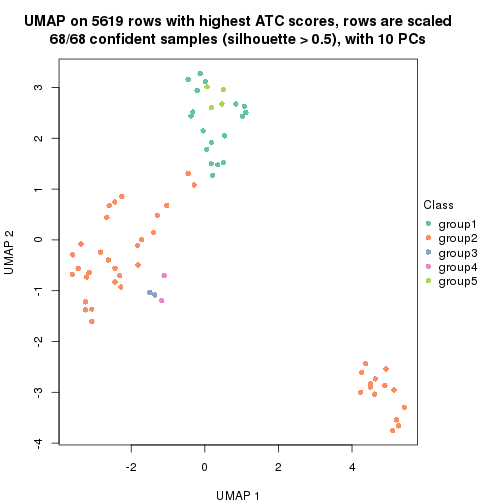 UMAP on 5619 rows with highest ATC scores, rows are scaled
68/68 confident samples (silhouette > 0.5), with 10 PCs
3
2
1
0
-1
-2
-3
-4
UMAP 2
-2
0
2
4
UMAP 1
Class
group1
group2
group3
group4
group5